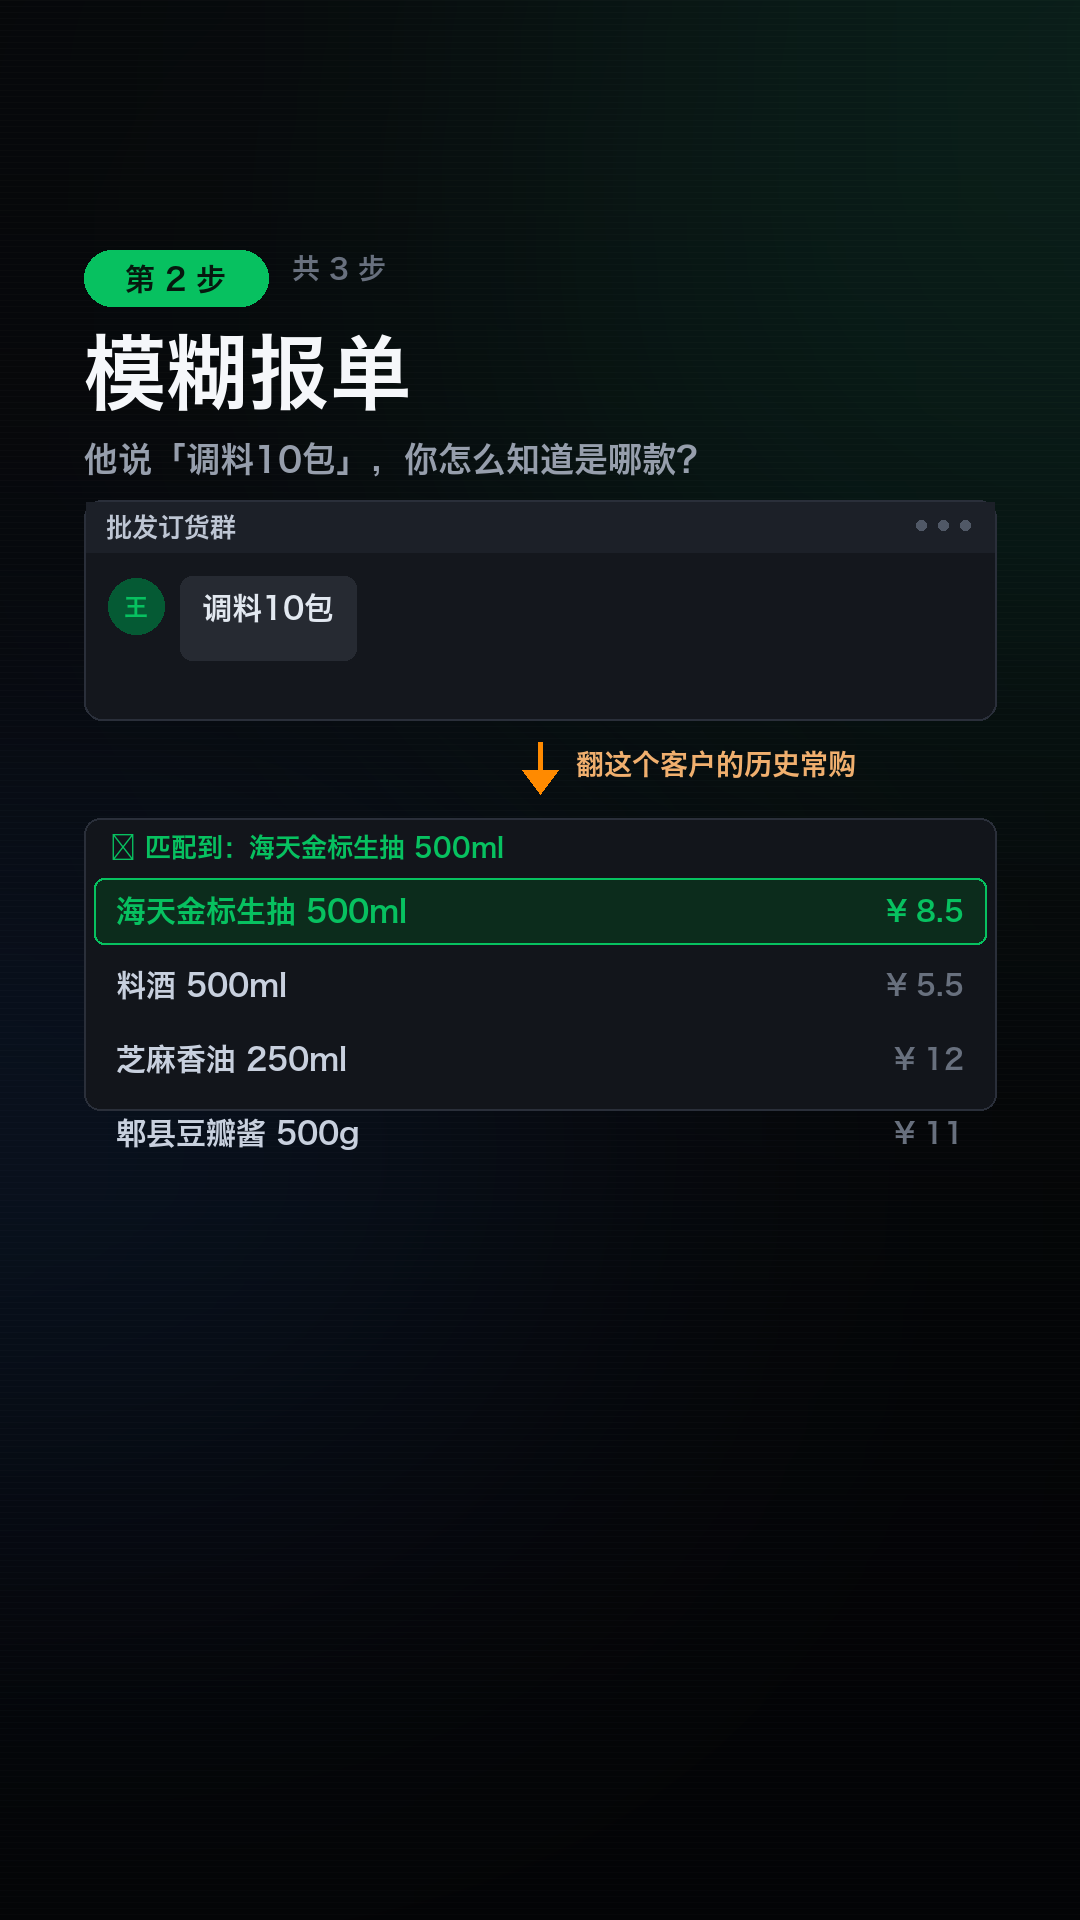 第 2 步
共 3 步
模糊报单
他说「调料10包」，你怎么知道是哪款?
批发订货群
王
调料10包
翻这个客户的历史常购
匹配到：海天金标生抽 500ml
海天金标生抽 500ml ¥ 8.5
料酒 500ml ¥ 5.5
芝麻香油 250ml ¥ 12
郫县豆瓣酱 500g ¥ 11